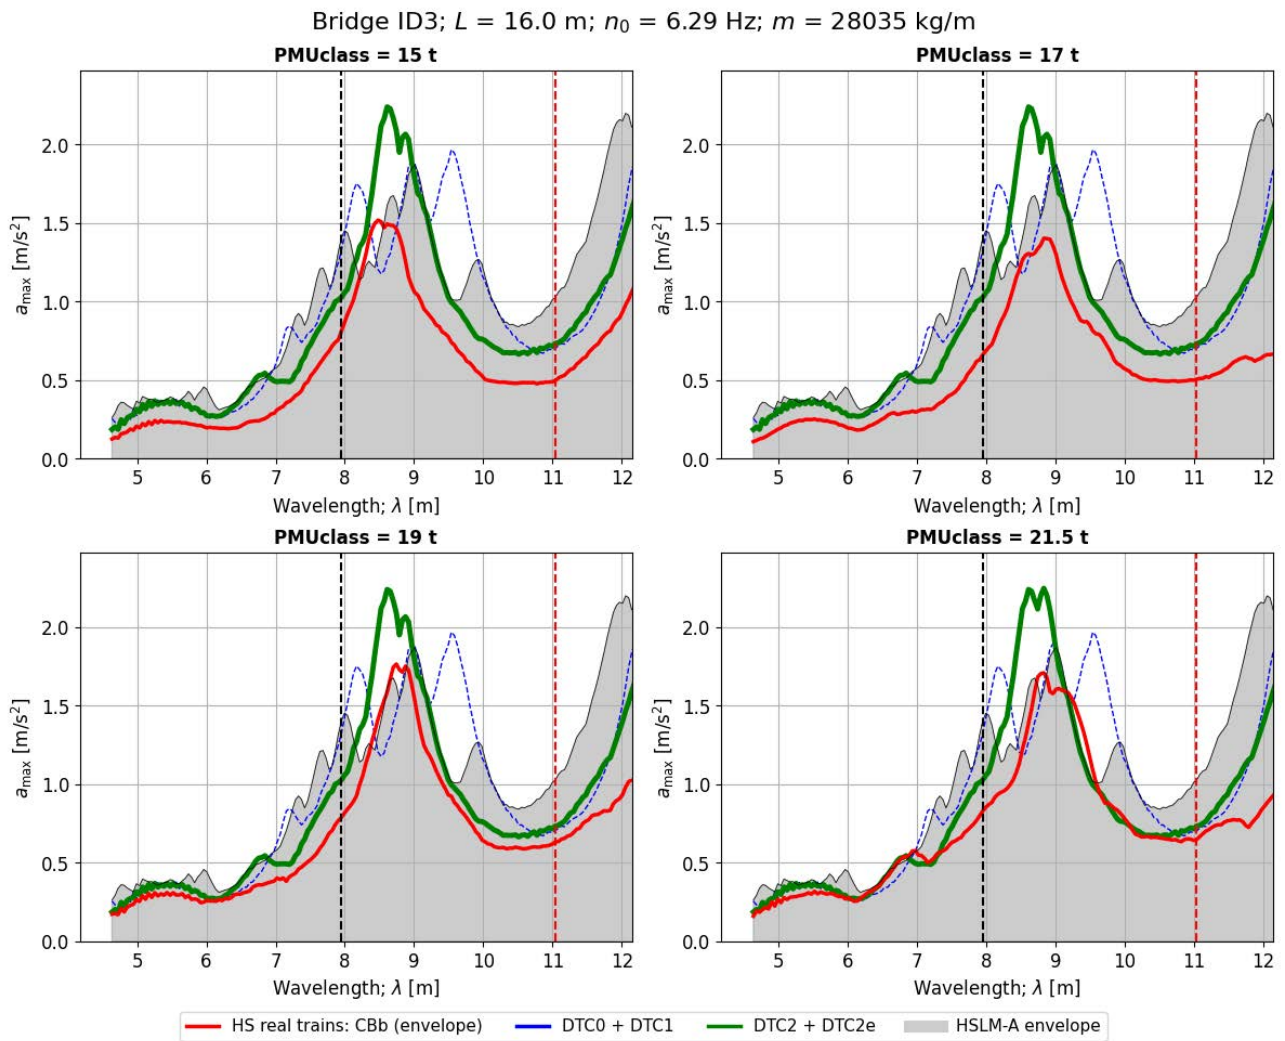 Bridge ID3; L = 16.0 m; n₀ = 6.29 Hz; m = 28035 kg/m
PMUclass = 15 t
PMUclass = 17 t
2.0
1.5
1.0
0.5
0.0
aₘₐₓ [m/s²]
5 6 7 8 9 10 11 12
Wavelength; λ [m]
2.0
1.5
1.0
0.5
0.0
aₘₐₓ [m/s²]
5 6 7 8 9 10 11 12
Wavelength; λ [m]
PMUclass = 19 t
PMUclass = 21.5 t
2.0
1.5
1.0
0.5
0.0
aₘₐₓ [m/s²]
5 6 7 8 9 10 11 12
Wavelength; λ [m]
2.0
1.5
1.0
0.5
0.0
aₘₐₓ [m/s²]
5 6 7 8 9 10 11 12
Wavelength; λ [m]
HS real trains: CBb (envelope) DTC0 + DTC1 DTC2 + DTC2e HSLM-A envelope